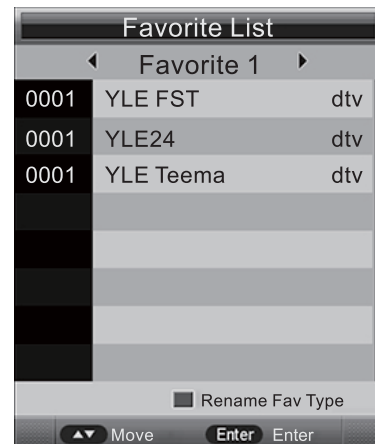 Favorite List
Favorite 1
0001 YLE FST dtv
0001 YLE24 dtv
0001 YLE Teema dtv
Rename Fav Type
Move Enter Enter